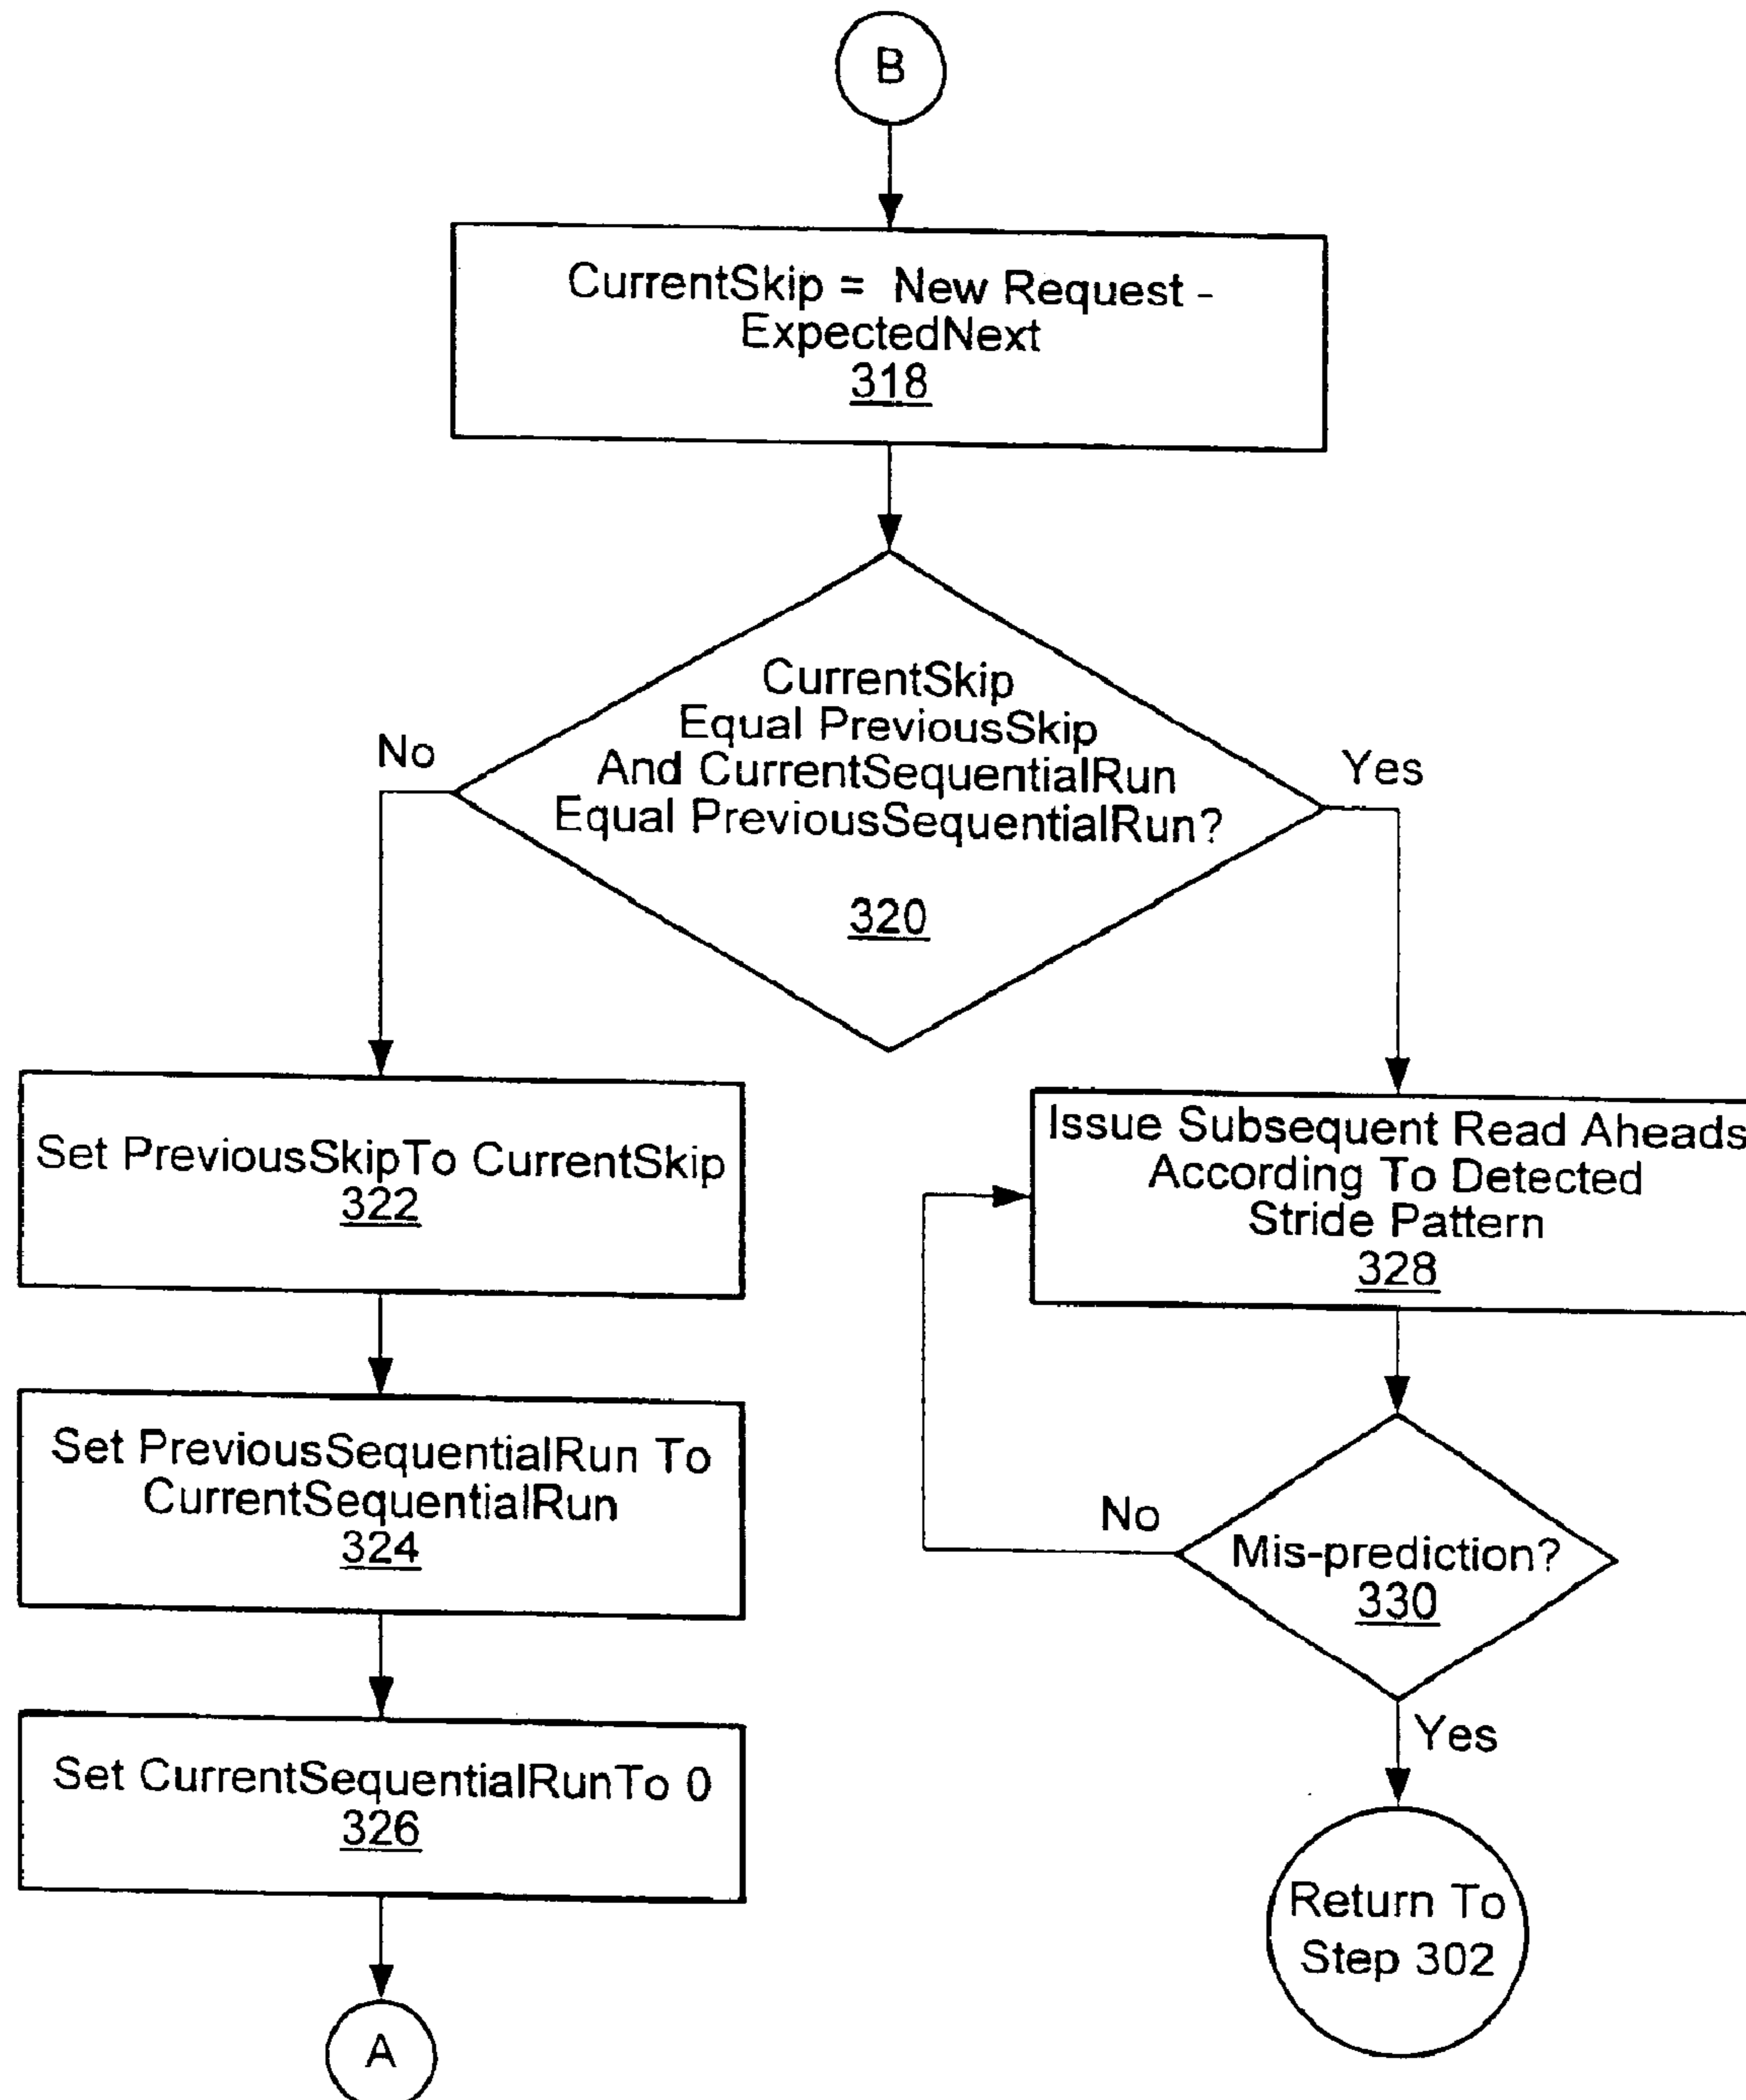 B
CurrentSkip = New Request -
ExpectedNext
318
CurrentSkip
Equal PreviousSkip
And CurrentSequentialRun
Equal PreviousSequentialRun?
320
No
Yes
Set PreviousSkipTo CurrentSkip
322
Set PreviousSequentialRun To
CurrentSequentialRun
324
Set CurrentSequentialRunTo 0
326
A
Issue Subsequent Read Aheads
According To Detected
Stride Pattern
328
No
Mis-prediction?
330
Yes
Return To
Step 302